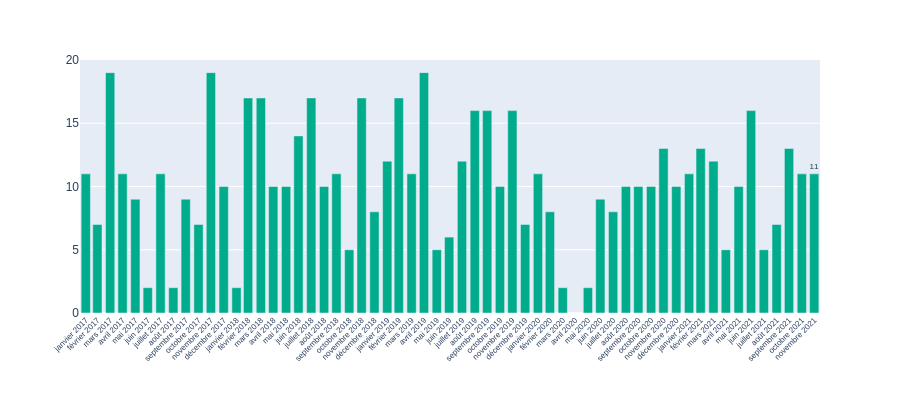 20
15
10
5
0
11
janvier 2017
février 2017
mars 2017
avril 2017
mai 2017
juin 2017
juillet 2017
août 2017
septembre 2017
octobre 2017
novembre 2017
décembre 2017
janvier 2018
février 2018
mars 2018
avril 2018
mai 2018
juin 2018
juillet 2018
août 2018
septembre 2018
octobre 2018
novembre 2018
décembre 2018
janvier 2019
février 2019
mars 2019
avril 2019
mai 2019
juin 2019
juillet 2019
août 2019
septembre 2019
octobre 2019
novembre 2019
décembre 2019
janvier 2020
février 2020
mars 2020
avril 2020
mai 2020
juin 2020
juillet 2020
août 2020
septembre 2020
octobre 2020
novembre 2020
décembre 2020
janvier 2021
février 2021
mars 2021
avril 2021
mai 2021
juin 2021
juillet 2021
août 2021
septembre 2021
octobre 2021
novembre 2021